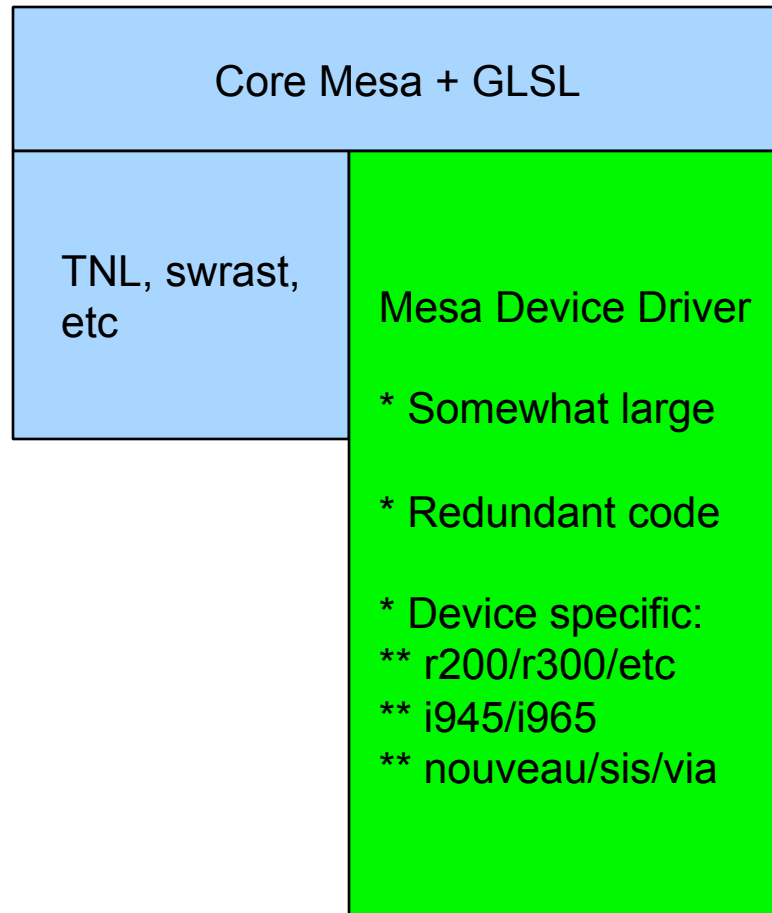 Core Mesa + GLSL
TNL, swrast,
etc
Mesa Device Driver
* Somewhat large
* Redundant code
* Device specific:
** r200/r300/etc
** i945/i965
** nouveau/sis/via